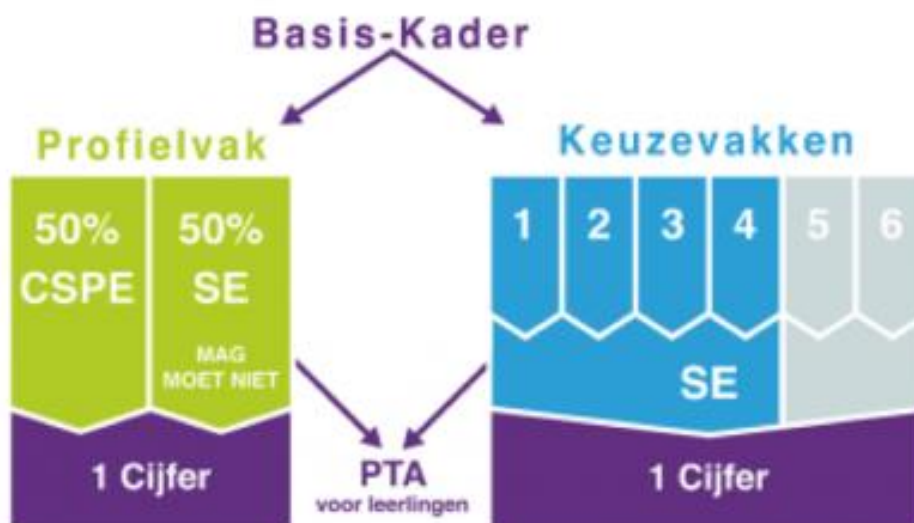 Basis-Kader
Profielvak
50%
CSPE
50%
SE
MAG
MOET NIET
1 Cijfer
PTA
voor leerlingen
Keuzevakken
1 2 3 4 5 6
SE
1 Cijfer